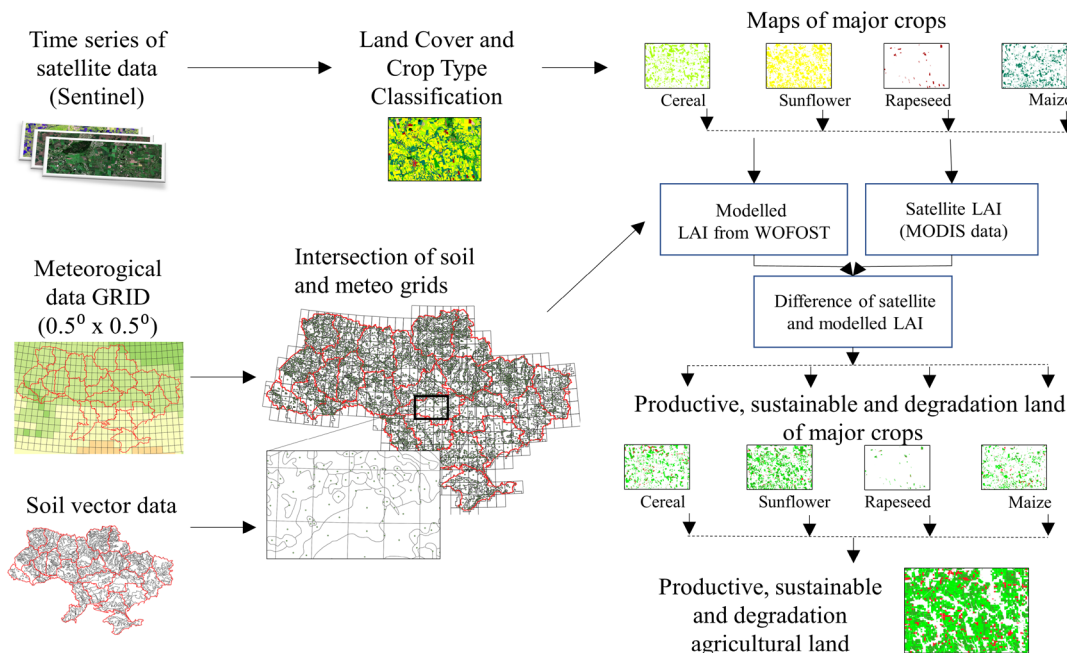 Time series of
satellite data
(Sentinel)
Land Cover and
Crop Type
Classification
Maps of major crops
Cereal
Sunflower
Rapeseed
Maize
Modelled
LAI from WOFOST
Satellite LAI
(MODIS data)
Meteorogical
data GRID
(0.5⁰ x 0.5⁰)
Intersection of soil
and meteo grids
Difference of satellite
and modelled LAI
Productive, sustainable and degradation land
of major crops
Cereal
Sunflower
Rapeseed
Maize
Soil vector data
Productive, sustainable
and degradation
agricultural land